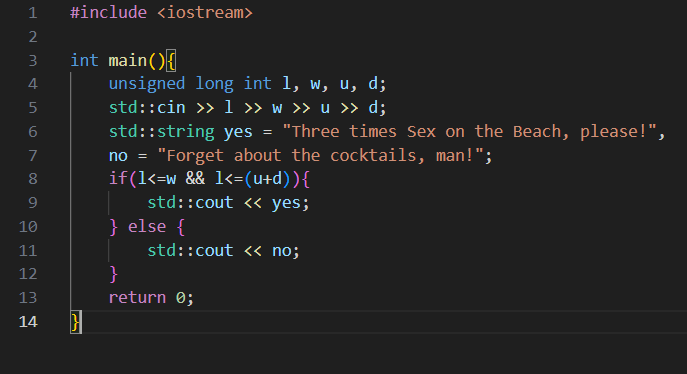 1 #include <iostream>
2
3 int main(){
4     unsigned long int l, w, u, d;
5     std::cin >> l >> w >> u >> d;
6     std::string yes = "Three times Sex on the Beach, please!",
7     no = "Forget about the cocktails, man!";
8     if(l<=w && l<=(u+d)){
9         std::cout << yes;
10     } else {
11         std::cout << no;
12     }
13     return 0;
14 }